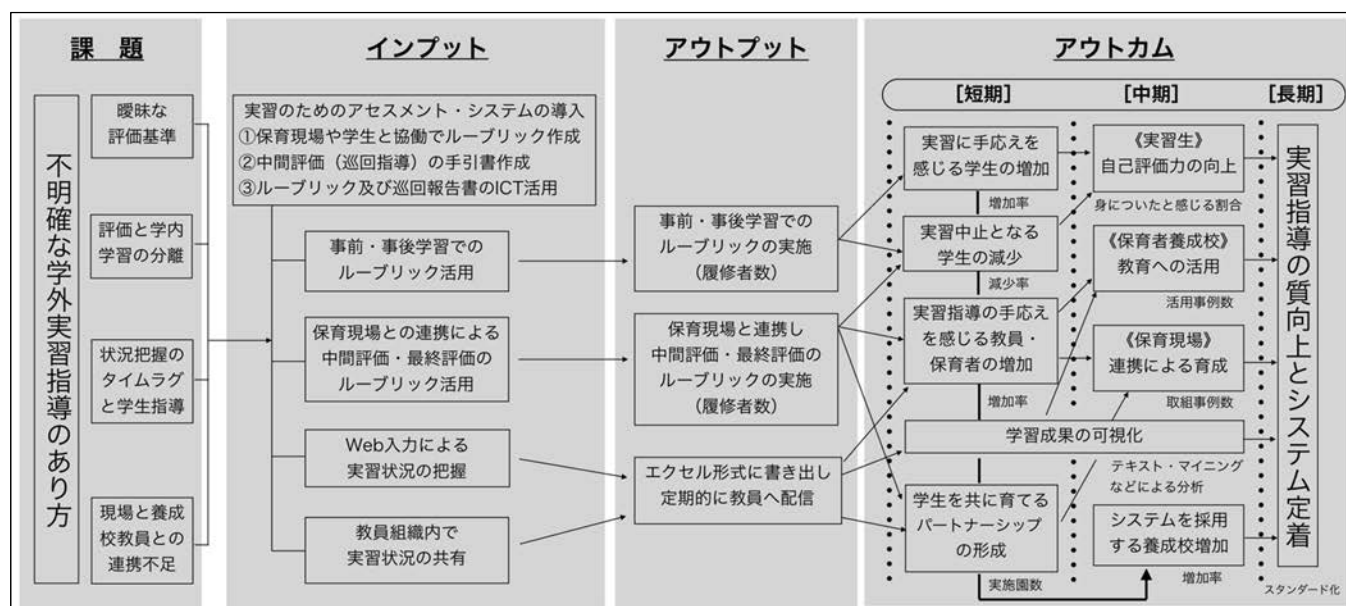 課　題
不明確な学外実習指導のあり方
曖昧な
評価基準
評価と学内
学習の分離
状況把握の
タイムラグ
と学生指導
現場と養成
校教員との
連携不足
インプット
実習のためのアセスメント・システムの導入
①保育現場や学生と協働でルーブリック作成
②中間評価（巡回指導）の手引書作成
③ルーブリック及び巡回報告書のICT活用
事前・事後学習での
ルーブリック活用
保育現場との連携による
中間評価・最終評価の
ルーブリック活用
Web入力による
実習状況の把握
教員組織内で
実習状況の共有
アウトプット
事前・事後学習での
ルーブリックの実施
（履修者数）
保育現場と連携し
中間評価・最終評価の
ルーブリックの実施
（履修者数）
エクセル形式に書き出し
定期的に教員へ配信
アウトカム
［短期］
［中期］
［長期］
実習に手応えを
感じる学生の増加
増加率
実習中止となる
学生の減少
減少率
実習指導の手応え
を感じる教員・
保育者の増加
増加率
学習成果の可視化
学生を共に育てる
パートナーシップ
の形成
実施園数
《実習生》
自己評価力の向上
身についたと感じる割合
《保育者養成校》
教育への活用
活用事例数
《保育現場》
連携による育成
取組事例数
テキスト・マイニング
などによる分析
システムを採用
する養成校増加
増加率
実習指導の質向上とシステム定着
スタンダード化